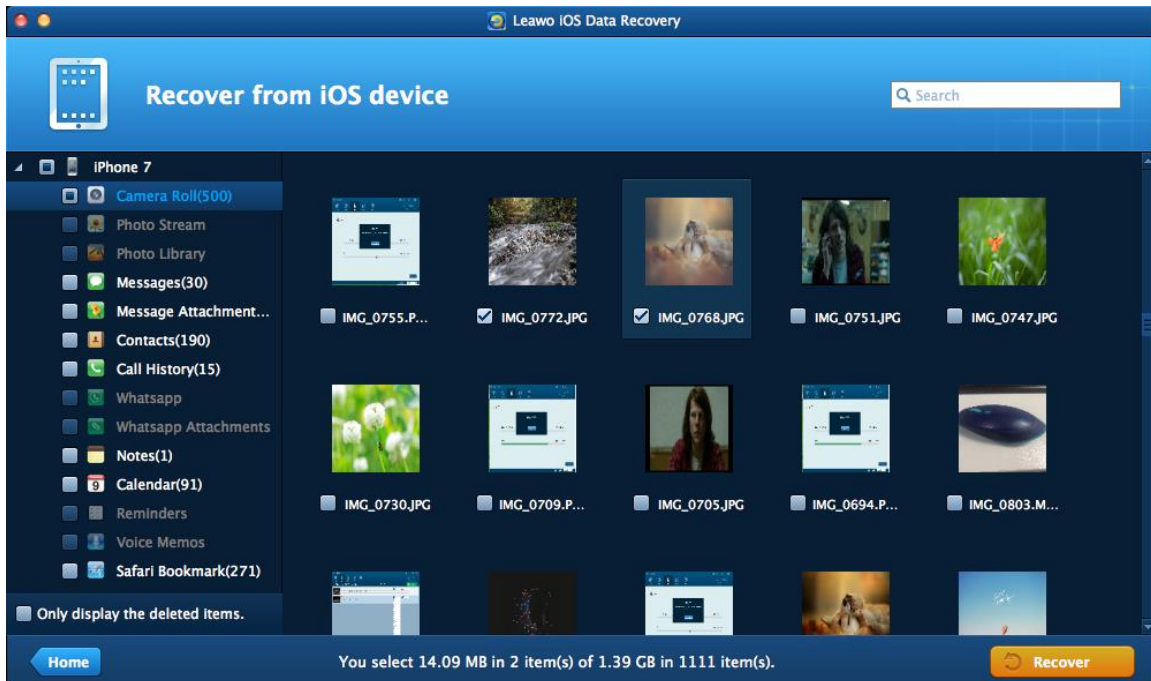 Leawo iOS Data Recovery
Recover from iOS device
Search
iPhone 7
Camera Roll(500)
Photo Stream
Photo Library
Messages(30)
Message Attachment...
Contacts(190)
Call History(15)
Whatsapp
Whatsapp Attachments
Notes(1)
9 Calendar(91)
Reminders
Voice Memos
Safari Bookmark(271)
Only display the deleted items.
IMG_0755.P... IMG_0772.JPG IMG_0768.JPG IMG_0751.JPG IMG_0747.JPG
IMG_0730.JPG IMG_0709.P... IMG_0705.JPG IMG_0694.P... IMG_0803.M...
Home
You select 14.09 MB in 2 item(s) of 1.39 GB in 1111 item(s).
Recover